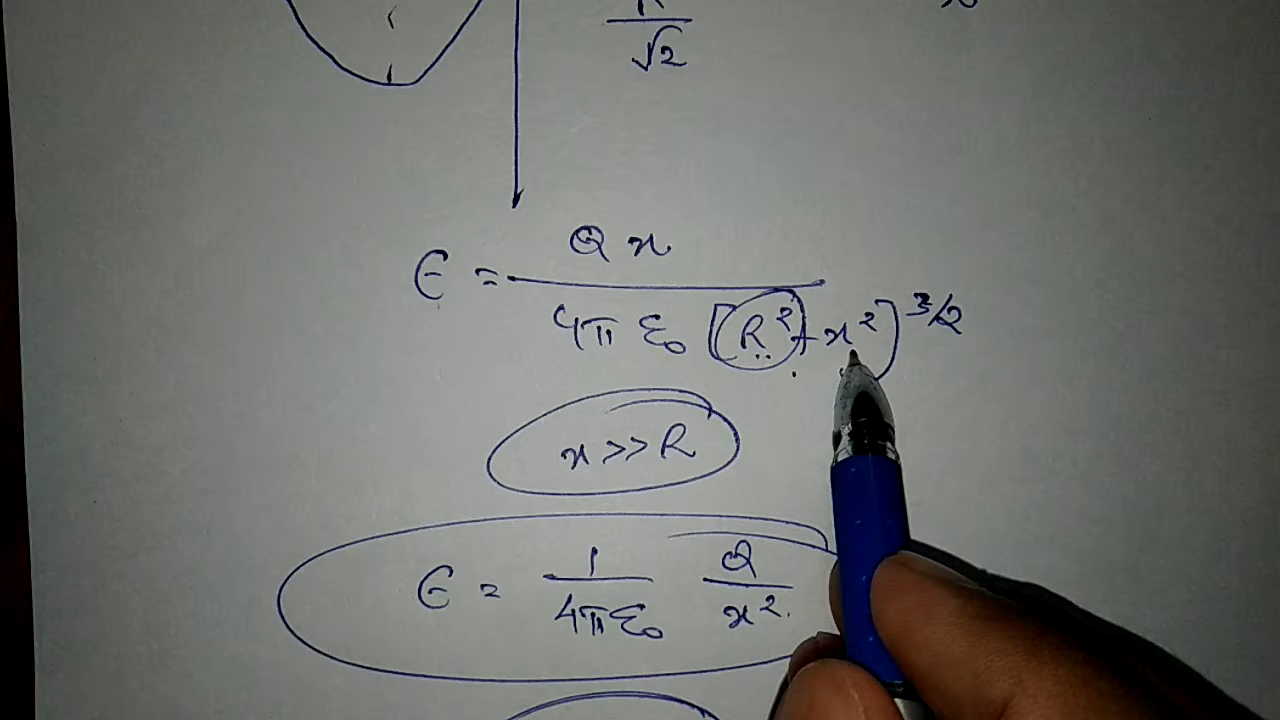 √2
E = Qx / 4π ε₀ [R² + x²]^3/2
x >> R
E = 1 / 4πε₀ Q / x²